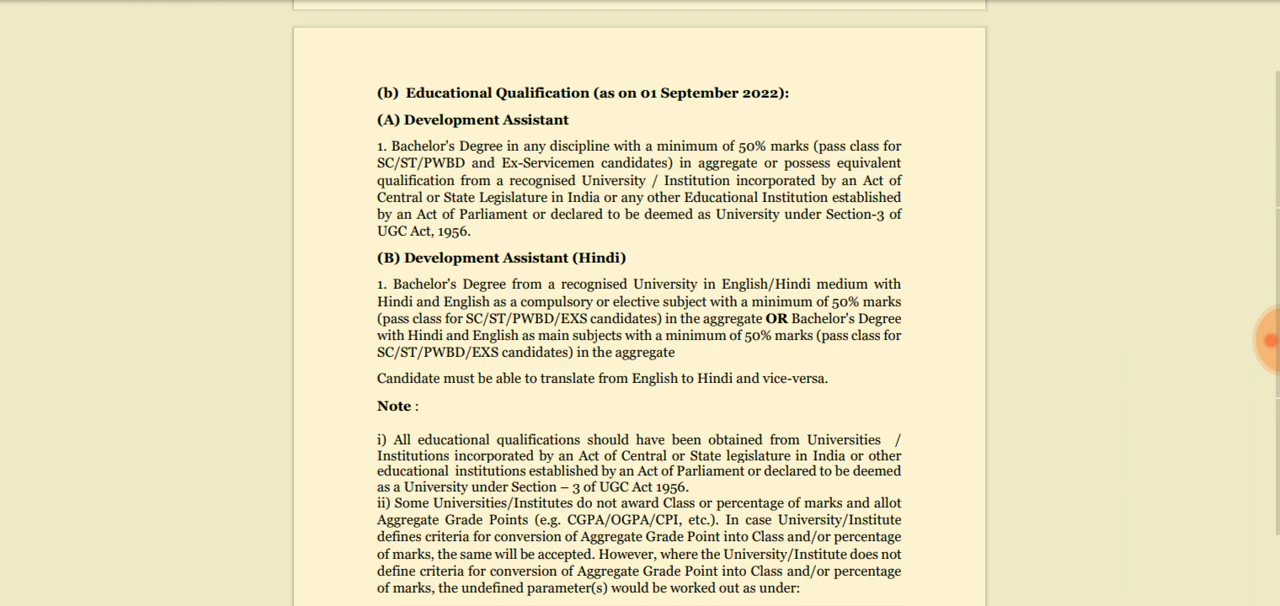 (b) Educational Qualification (as on 01 September 2022):
(A) Development Assistant
1. Bachelor's Degree in any discipline with a minimum of 50% marks (pass class for
SC/ST/PWBD and Ex-Servicemen candidates) in aggregate or possess equivalent
qualification from a recognised University / Institution incorporated by an Act of
Central or State Legislature in India or any other Educational Institution established
by an Act of Parliament or declared to be deemed as University under Section-3 of
UGC Act, 1956.
(B) Development Assistant (Hindi)
1. Bachelor's Degree from a recognised University in English/Hindi medium with
Hindi and English as a compulsory or elective subject with a minimum of 50% marks
(pass class for SC/ST/PWBD/EXS candidates) in the aggregate OR Bachelor's Degree
with Hindi and English as main subjects with a minimum of 50% marks (pass class for
SC/ST/PWBD/EXS candidates) in the aggregate
Candidate must be able to translate from English to Hindi and vice-versa.
Note :
i) All educational qualifications should have been obtained from Universities /
Institutions incorporated by an Act of Central or State legislature in India or other
educational institutions established by an Act of Parliament or declared to be deemed
as a University under Section – 3 of UGC Act 1956.
ii) Some Universities/Institutes do not award Class or percentage of marks and allot
Aggregate Grade Points (e.g. CGPA/OGPA/CPI, etc.). In case University/Institute
defines criteria for conversion of Aggregate Grade Point into Class and/or percentage
of marks, the same will be accepted. However, where the University/Institute does not
define criteria for conversion of Aggregate Grade Point into Class and/or percentage
of marks, the undefined parameter(s) would be worked out as under: